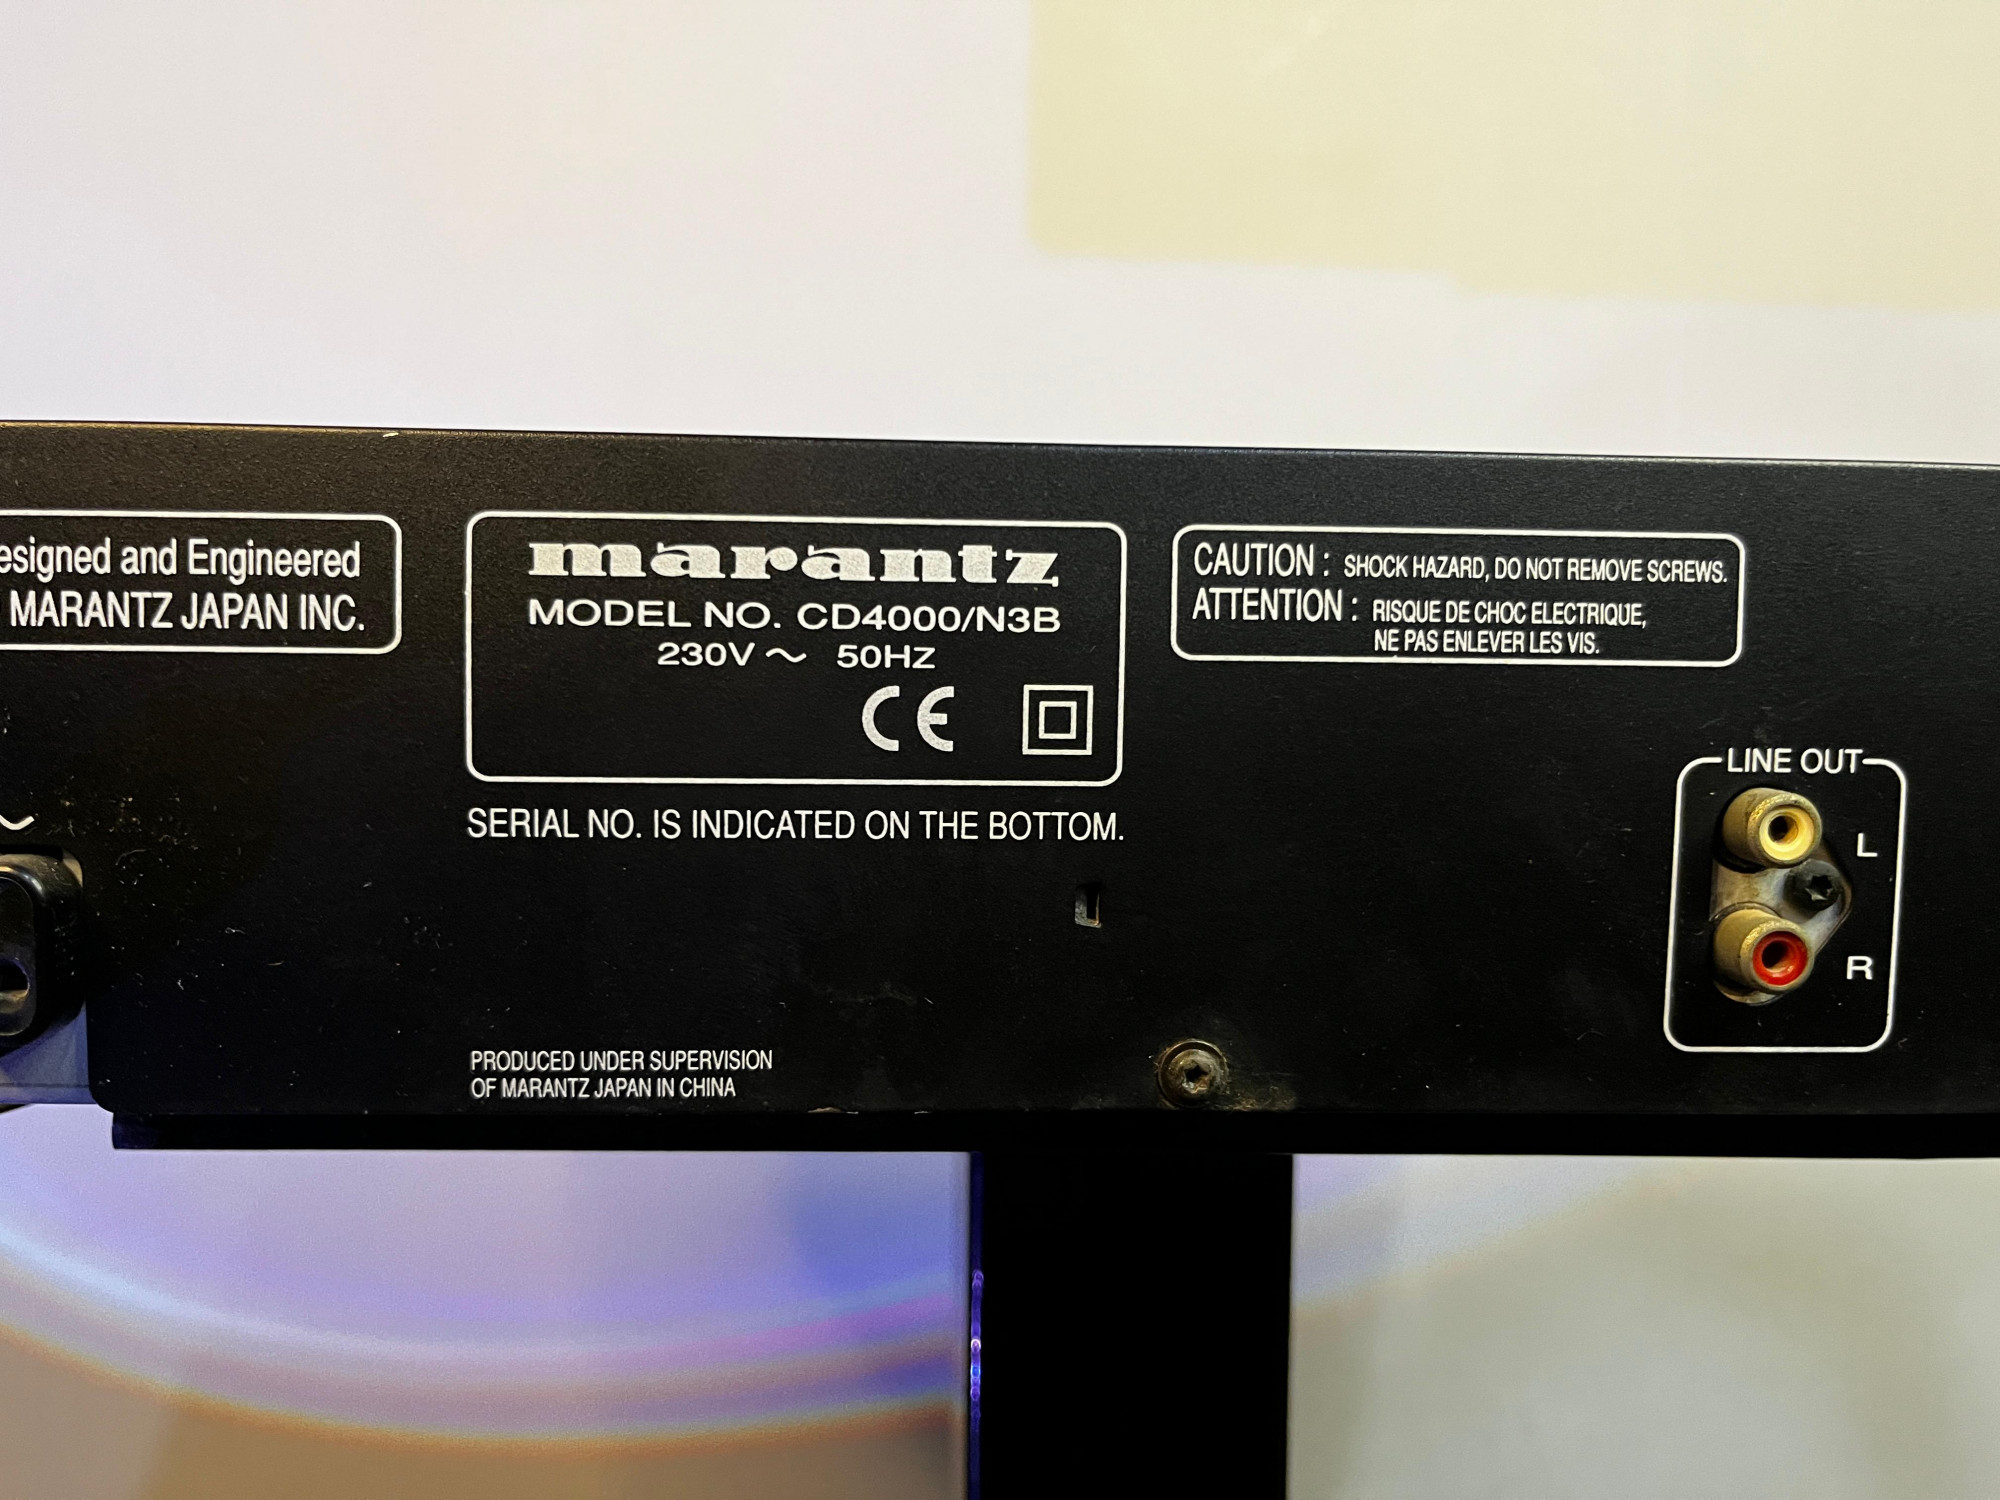 esigned and Engineered
MARANTZ JAPAN INC.
marantz
MODEL NO. CD4000/N3B
230V ~ 50HZ
CE
SERIAL NO. IS INDICATED ON THE BOTTOM.
PRODUCED UNDER SUPERVISION
OF MARANTZ JAPAN IN CHINA
CAUTION : SHOCK HAZARD, DO NOT REMOVE SCREWS.
ATTENTION : RISQUE DE CHOC ELECTRIQUE,
NE PAS ENLEVER LES VIS.
LINE OUT
L
R